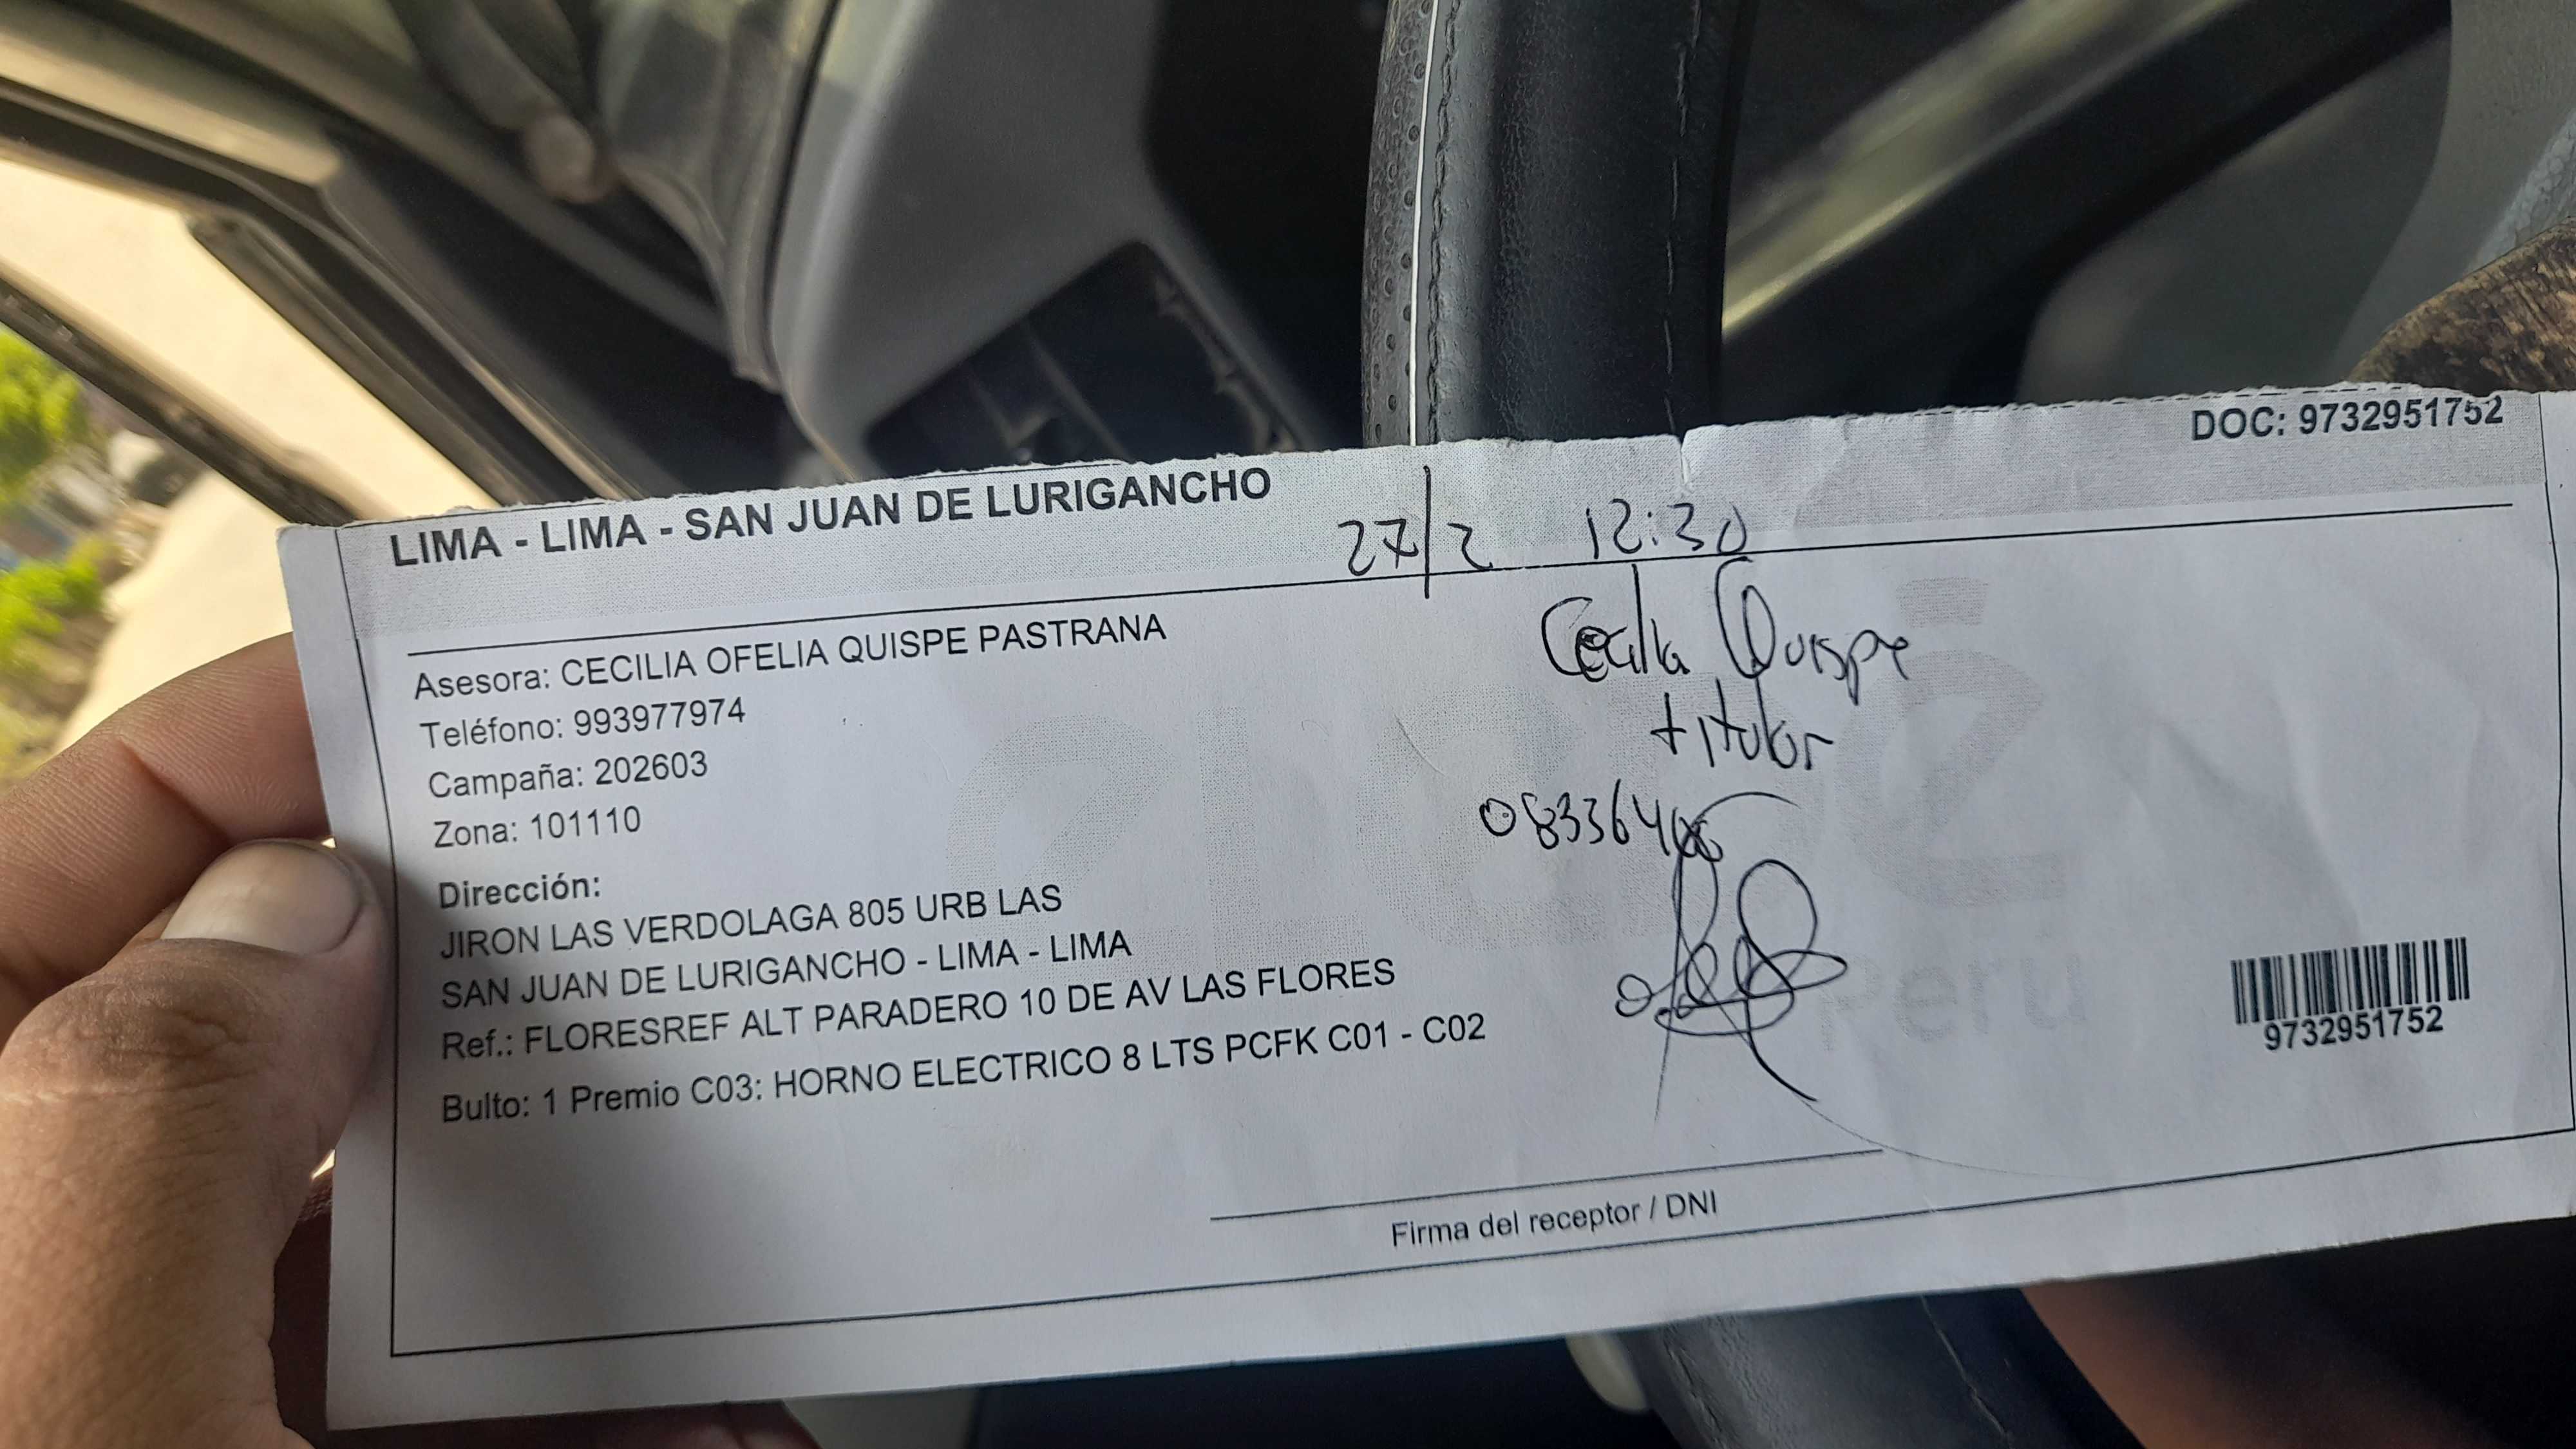 DOC: 9732951752
LIMA - LIMA - SAN JUAN DE LURIGANCHO
27/2 12:30
Asesora: CECILIA OFELIA QUISPE PASTRANA
Teléfono: 993977974
Campaña: 202603
Zona: 101110
Dirección:
JIRON LAS VERDOLAGA 805 URB LAS
SAN JUAN DE LURIGANCHO - LIMA - LIMA
Ref.: FLORESREF ALT PARADERO 10 DE AV LAS FLORES
Bulto: 1 Premio C03: HORNO ELECTRICO 8 LTS PCFK C01 - C02
Cecilia Quispe
titular
Perú
9732951752
Firma del receptor / DNI